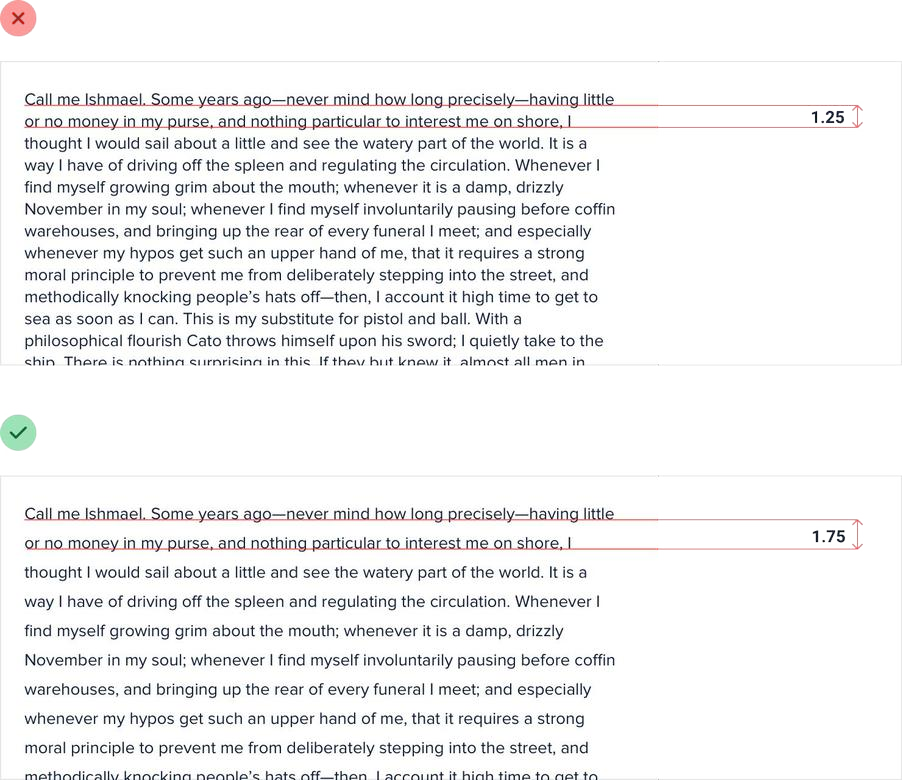 Call me Ishmael. Some years ago—never mind how long precisely—having little
or no money in my purse, and nothing particular to interest me on shore, I
1.25
thought I would sail about a little and see the watery part of the world. It is a
way I have of driving off the spleen and regulating the circulation. Whenever I
find myself growing grim about the mouth; whenever it is a damp, drizzly
November in my soul; whenever I find myself involuntarily pausing before coffin
warehouses, and bringing up the rear of every funeral I meet; and especially
whenever my hypos get such an upper hand of me, that it requires a strong
moral principle to prevent me from deliberately stepping into the street, and
methodically knocking people’s hats off—then, I account it high time to get to
sea as soon as I can. This is my substitute for pistol and ball. With a
philosophical flourish Cato throws himself upon his sword; I quietly take to the
ship. There is nothing surprising in this. If they but knew it, almost all men in
Call me Ishmael. Some years ago—never mind how long precisely—having little
or no money in my purse, and nothing particular to interest me on shore, I
1.75
thought I would sail about a little and see the watery part of the world. It is a
way I have of driving off the spleen and regulating the circulation. Whenever I
find myself growing grim about the mouth; whenever it is a damp, drizzly
November in my soul; whenever I find myself involuntarily pausing before coffin
warehouses, and bringing up the rear of every funeral I meet; and especially
whenever my hypos get such an upper hand of me, that it requires a strong
moral principle to prevent me from deliberately stepping into the street, and
methodically knocking people’s hats off—then, I account it high time to get to